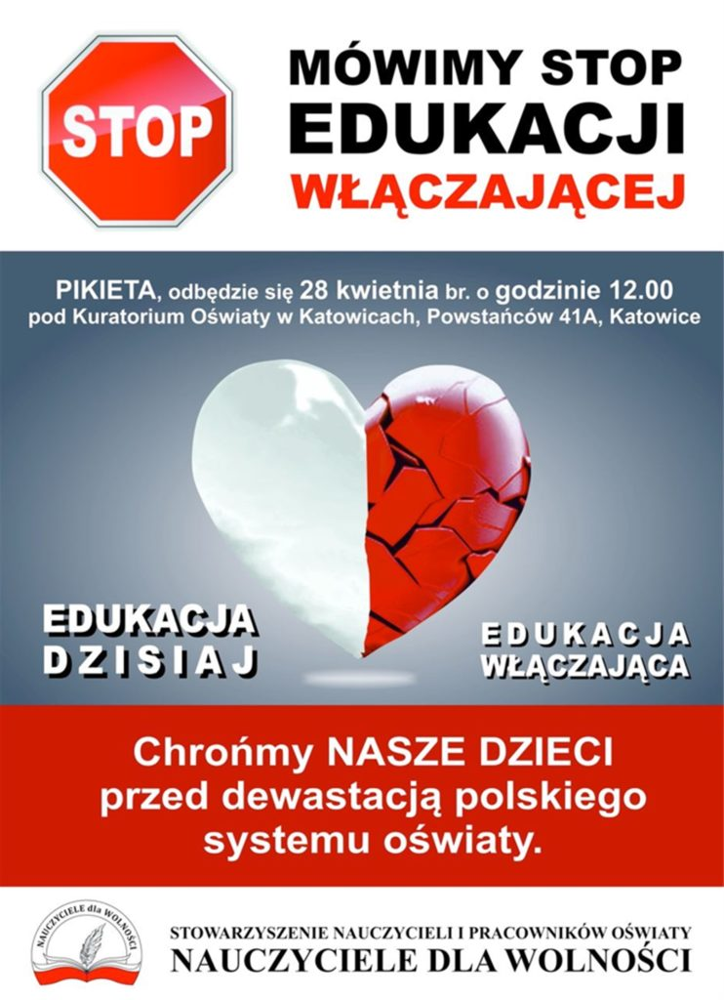 STOP
MÓWIMY STOP
EDUKACJI
WŁĄCZAJĄCEJ
PIKIETA, odbędzie się 28 kwietnia br. o godzinie 12.00
pod Kuratorium Oświaty w Katowicach, Powstańców 41A, Katowice
EDUKACJA
DZISIAJ
EDUKACJA
WŁĄCZAJĄCA
Chrońmy NASZE DZIECI
przed dewastacją polskiego
systemu oświaty.
NAUCZYCIELE dla WOLNOŚCI
STOWARZYSZENIE NAUCZYCIELI I PRACOWNIKÓW OŚWIATY
NAUCZYCIELE DLA WOLNOŚCI